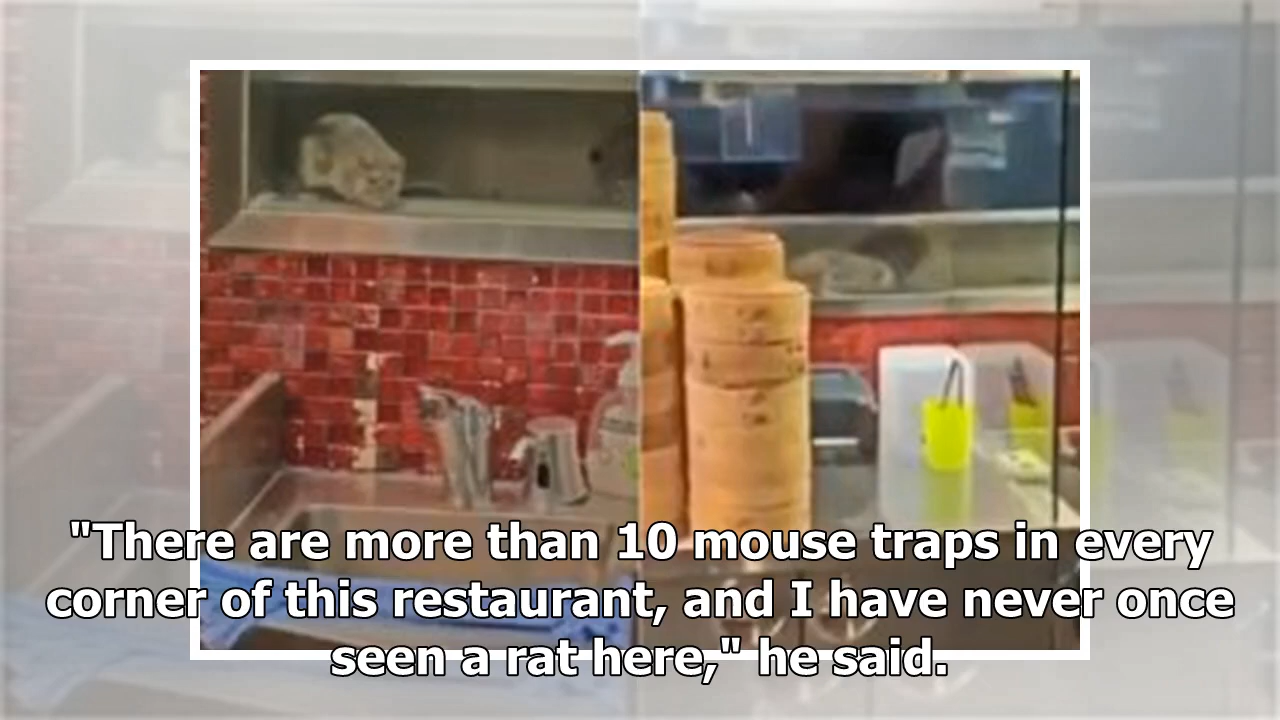 "There are more than 10 mouse traps in every
corner of this restaurant, and I have never once
seen a rat here," he said.